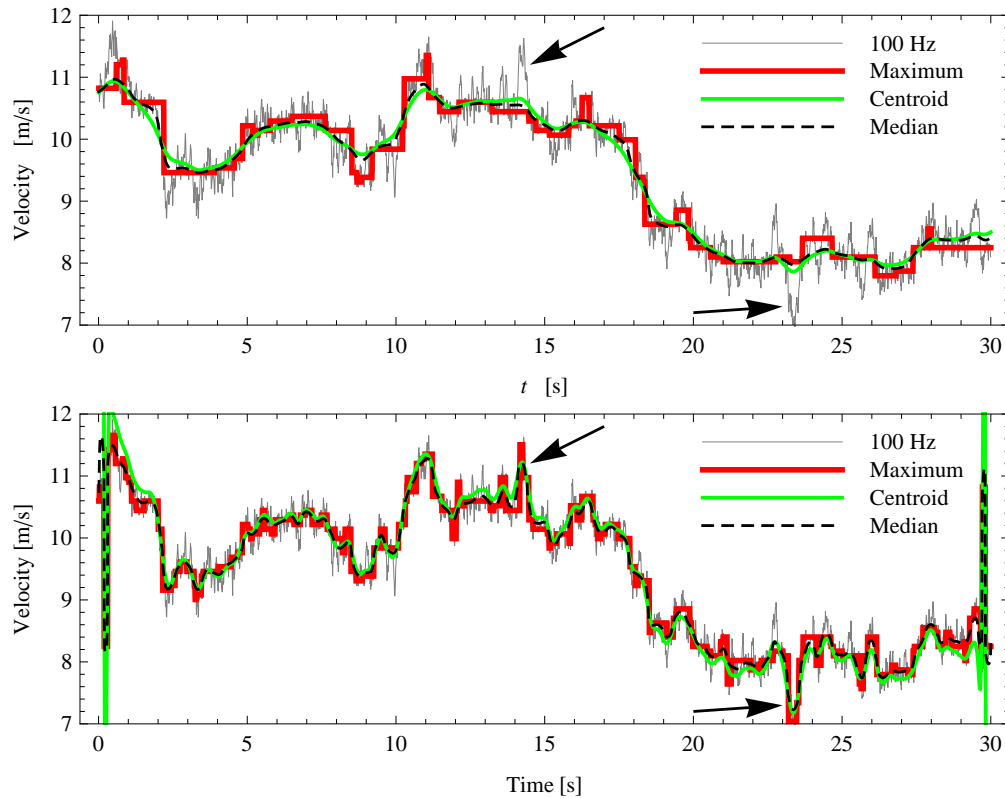 12
11
10
9
8
7
Velocity [m/s]
100 Hz
Maximum
Centroid
Median
0 5 10 15 20 25 30
t [s]
12
11
10
9
8
7
Velocity [m/s]
100 Hz
Maximum
Centroid
Median
0 5 10 15 20 25 30
Time [s]